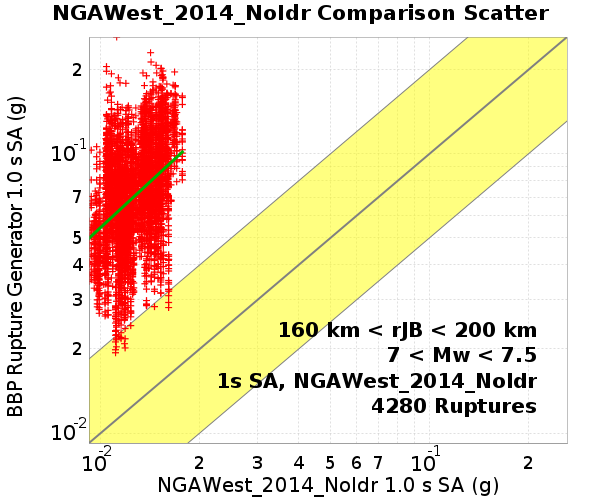 NGAWest_2014_NoIdr Comparison Scatter
BBP Rupture Generator 1.0 s SA (g)
2
10-1
7
5
4
3
2
10-2
160 km < rJB < 200 km
7 < Mw < 7.5
1s SA, NGAWest_2014_NoIdr
4280 Ruptures
10-2 2 3 4 5 6 7 10-1 2
NGAWest_2014_NoIdr 1.0 s SA (g)